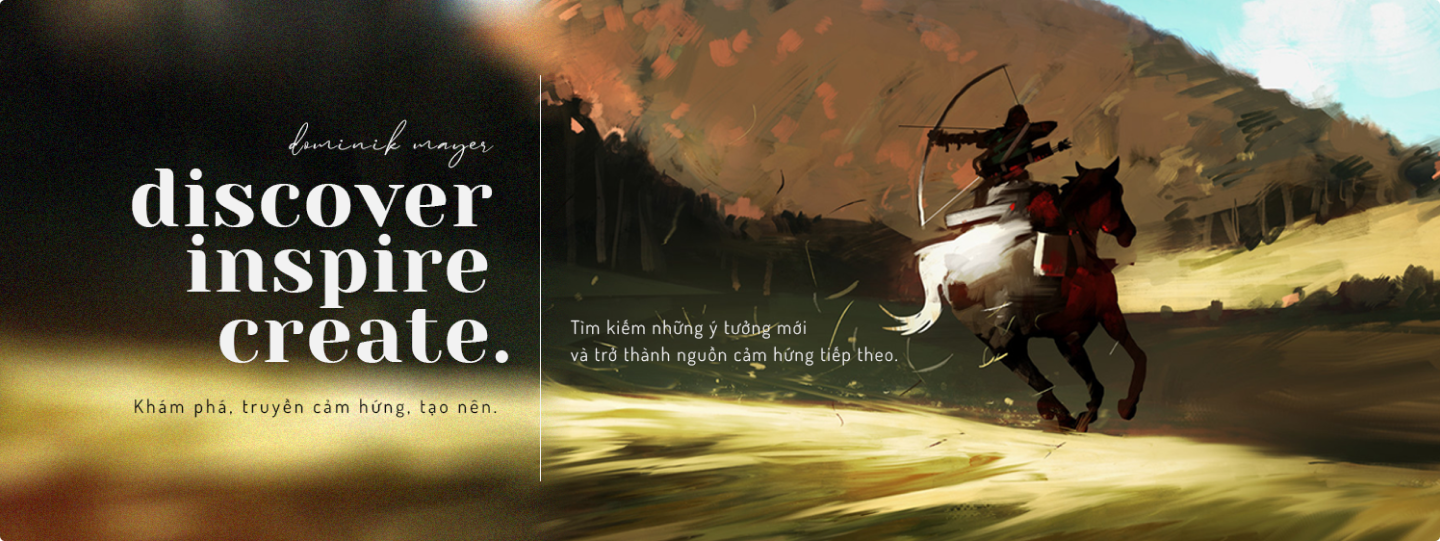 dominik mayer
discover
inspire
create.
Khám phá, truyền cảm hứng, tạo nên.
Tìm kiếm những ý tưởng mới
và trở thành nguồn cảm hứng tiếp theo.